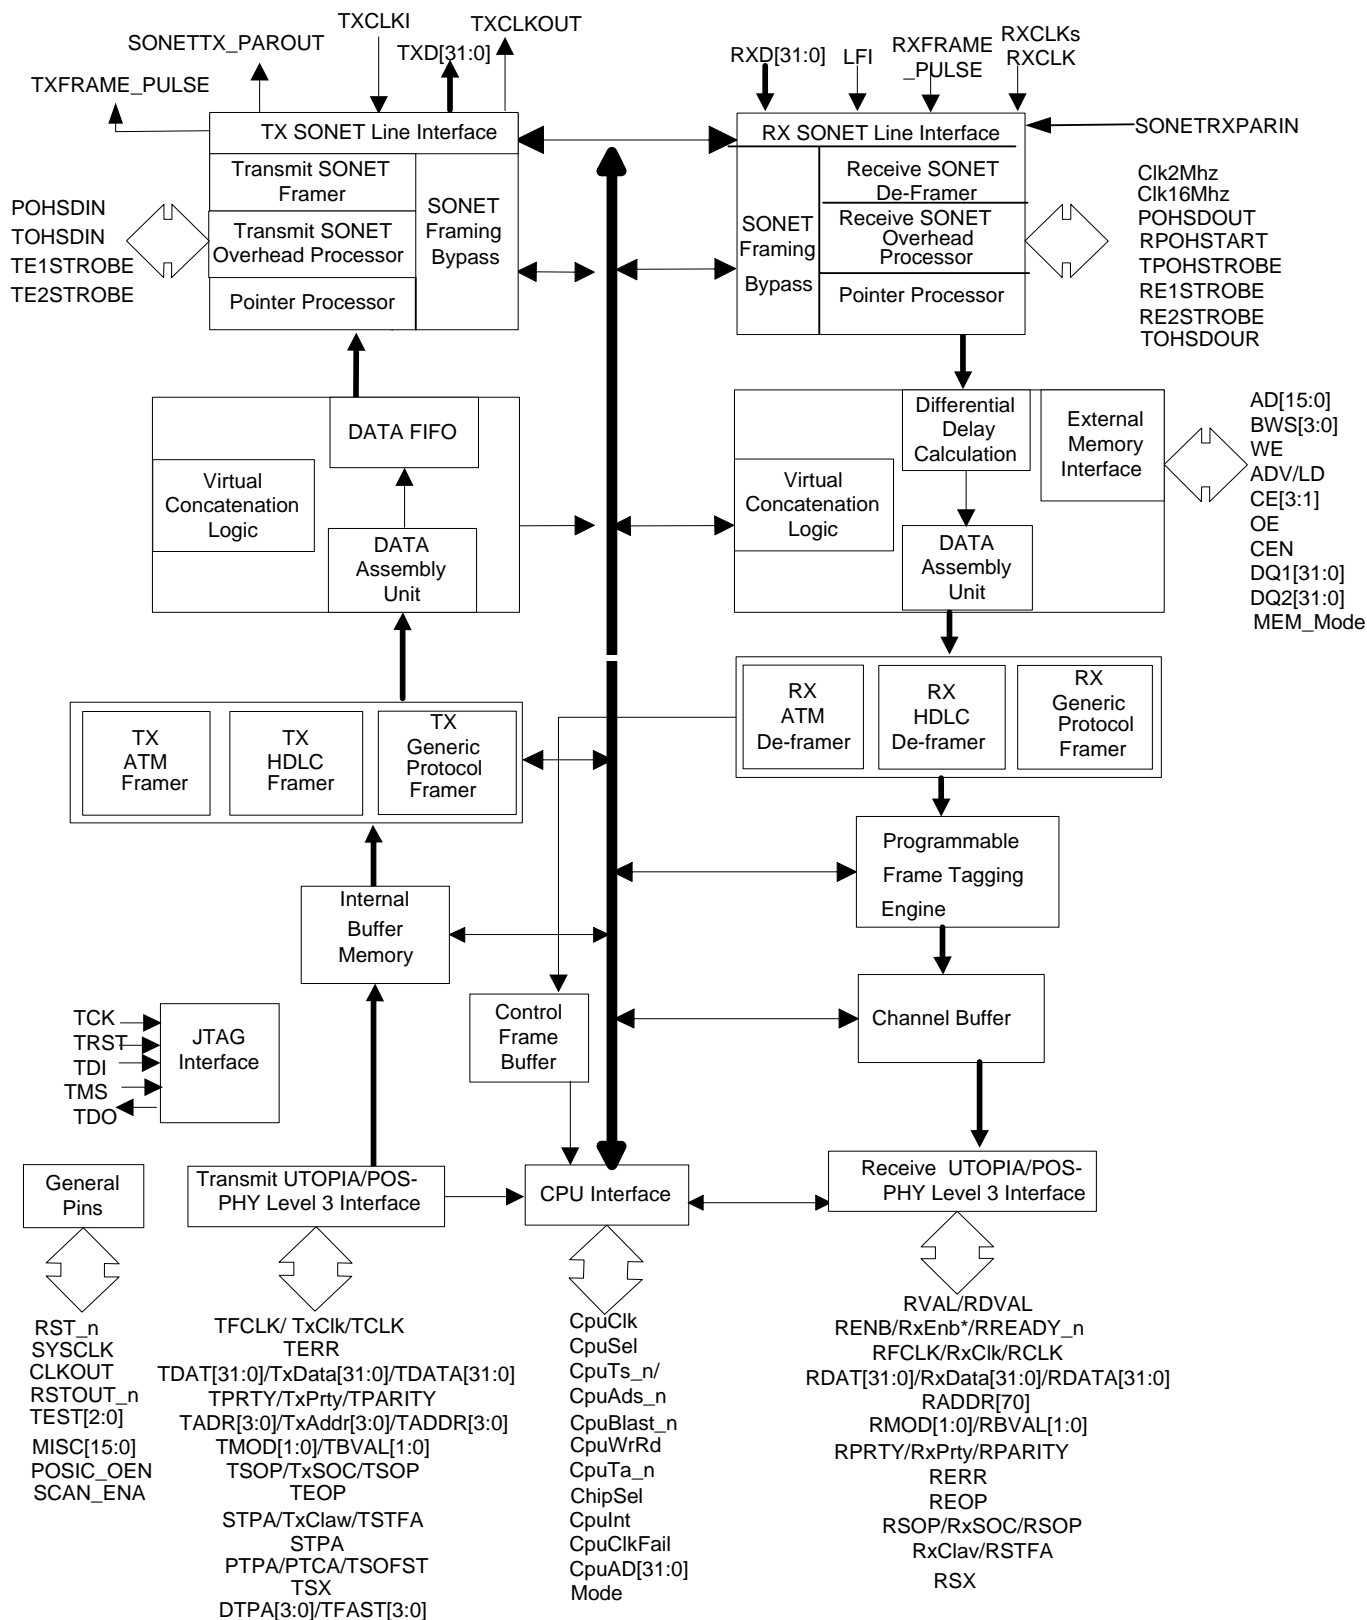 TXCLKI
TXCLKOUT
SONETTX_PAROUT
TXD[31:0]
TXFRAME_PULSE
RXD[31:0]
LFI
RXFRAME
_PULSE
RXCLKs
RXCLK
TX SONET Line Interface
RX SONET Line Interface
SONETRXPARIN
Transmit SONET
Framer
Transmit SONET
Overhead Processor
Pointer Processor
SONET
Framing
Bypass
POHSDIN
TOHSDIN
TE1STROBE
TE2STROBE
SONET
Framing
Bypass
Receive SONET
De-Framer
Receive SONET
Overhead
Processor
Pointer Processor
Clk2Mhz
Clk16Mhz
POHSDOUT
RPOHSTART
TPOHSTROBE
RE1STROBE
RE2STROBE
TOHSDOUR
DATA FIFO
Virtual
Concatenation
Logic
DATA
Assembly
Unit
Differential
Delay
Calculation
External
Memory
Interface
Virtual
Concatenation
Logic
DATA
Assembly
Unit
AD[15:0]
BWS[3:0]
WE
ADV/LD
CE[3:1]
OE
CEN
DQ1[31:0]
DQ2[31:0]
MEM_Mode
TX
ATM
Framer
TX
HDLC
Framer
TX
Generic
Protocol
Framer
RX
ATM
De-framer
RX
HDLC
De-framer
RX
Generic
Protocol
Framer
Internal
Buffer
Memory
Programmable
Frame Tagging
Engine
Control
Frame
Buffer
Channel Buffer
TCK
TRST
TDI
TMS
TDO
JTAG
Interface
General
Pins
Transmit UTOPIA/POS-
PHY Level 3 Interface
CPU Interface
Receive UTOPIA/POS-
PHY Level 3 Interface
RST_n
SYSCLK
CLKOUT
RSTOUT_n
TEST[2:0]
MISC[15:0]
POSIC_OEN
SCAN_ENA
TFCLK/ TxClk/TCLK
TERR
TDAT[31:0]/TxData[31:0]/TDATA[31:0]
TPRTY/TxPrty/TPARITY
TADR[3:0]/TxAddr[3:0]/TADDR[3:0]
TMOD[1:0]/TBVAL[1:0]
TSOP/TxSOC/TSOP
TEOP
STPA/TxClaw/TSTFA
STPA
PTPA/PTCA/TSOFST
TSX
DTPA[3:0]/TFAST[3:0]
CpuClk
CpuSel
CpuTs_n/
CpuAds_n
CpuBlast_n
CpuWrRd
CpuTa_n
ChipSel
CpuInt
CpuClkFail
CpuAD[31:0]
Mode
RVAL/RDVAL
RENB/RxEnb*/RREADY_n
RFCLK/RxClk/RCLK
RDAT[31:0]/RxData[31:0]/RDATA[31:0]
RADDR[70]
RMOD[1:0]/RBVAL[1:0]
RPRTY/RxPrty/RPARITY
RERR
REOP
RSOP/RxSOC/RSOP
RxClav/RSTFA
RSX